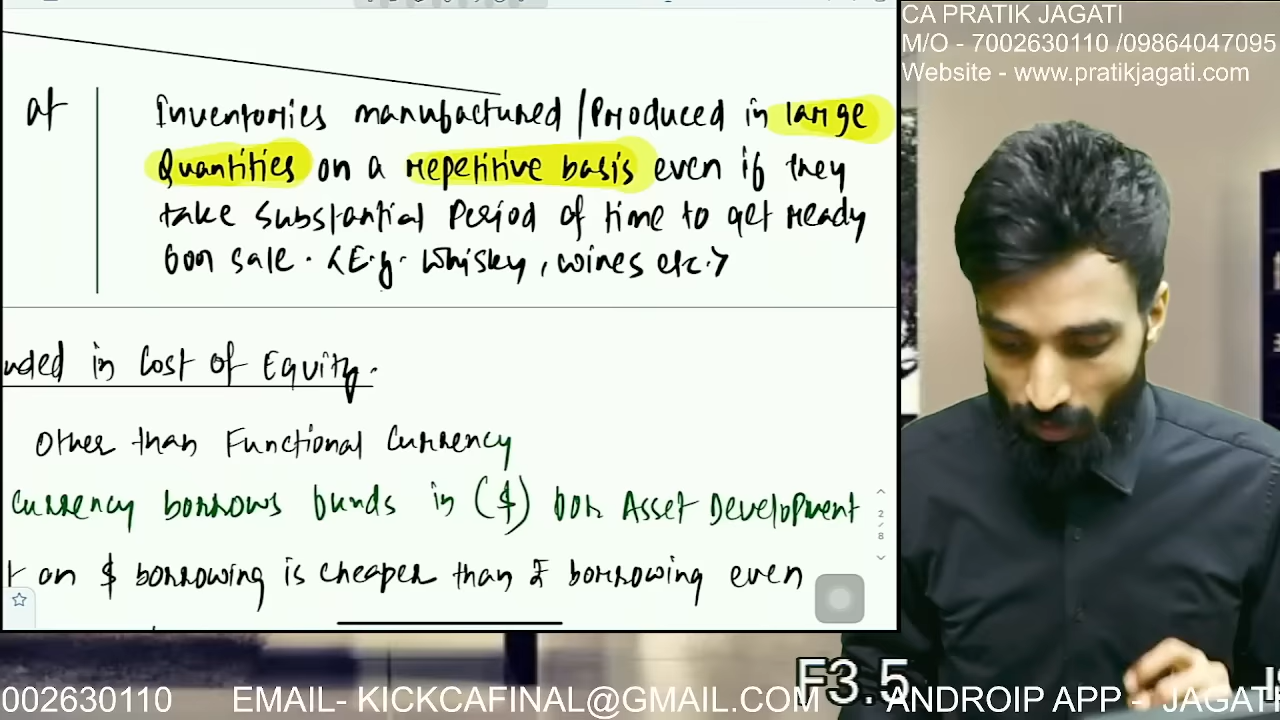 CA PRATIK JAGATI
M/O - 7002630110 /09864047095
Website - www.pratikjagati.com
at
Inventories manufactured/Produced in large
Quantities on a repetitive basis even if they
take substantial Period of time to get ready
for sale. <E.g. Whisky, wines etc.>
uded in Cost of Equity.
Other than Functional Currency
Currency borrows funds in ($) for Asset Development
t on $ borrowing is cheaper than ₹ borrowing even
2/8
F3.5
002630110 EMAIL- KICKCAFINAL@GMAIL.COM ANDROIP APP - JAGATI